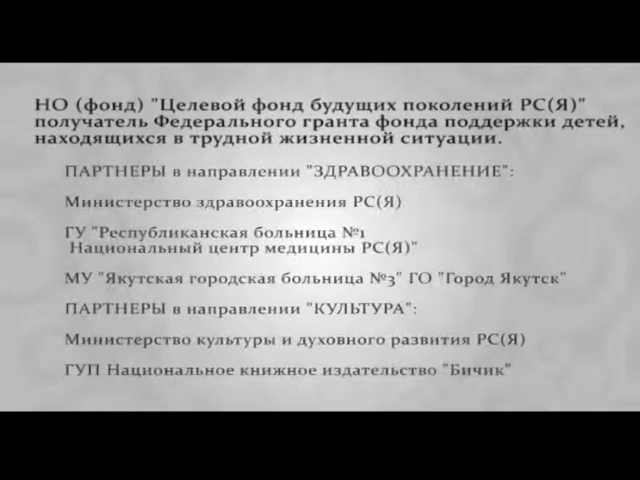 НО (фонд) "Целевой фонд будущих поколений РС(Я)"
получатель Федерального гранта фонда поддержки детей,
находящихся в трудной жизненной ситуации.
ПАРТНЕРЫ в направлении "ЗДРАВООХРАНЕНИЕ":
Министерство здравоохранения РС(Я)
ГУ "Республиканская больница №1
Национальный центр медицины РС(Я)"
МУ "Якутская городская больница №3" ГО "Город Якутск"
ПАРТНЕРЫ в направлении "КУЛЬТУРА":
Министерство культуры и духовного развития РС(Я)
ГУП Национальное книжное издательство "Бичик"